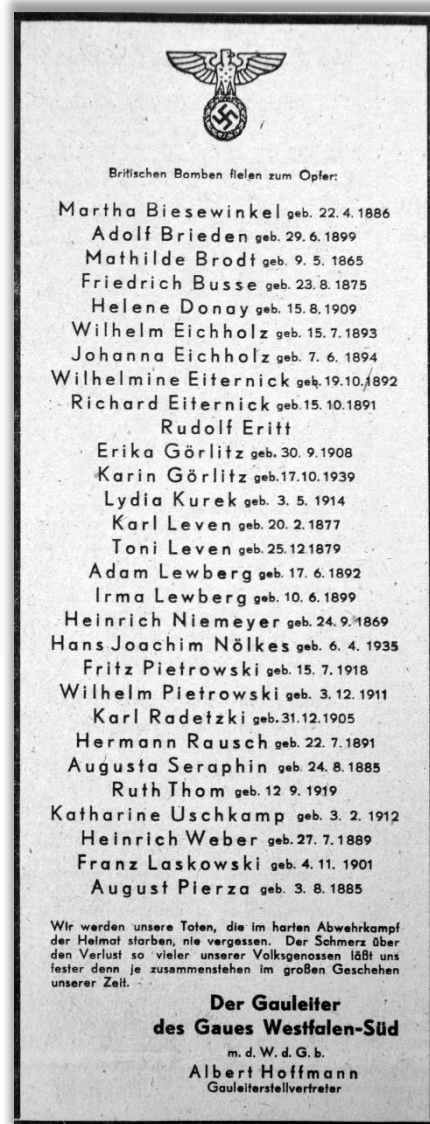 Britischen Bomben fielen zum Opfer:
Martha Biesewinkel geb. 22. 4. 1886
Adolf Brieden geb. 29. 6. 1899
Mathilde Brodt geb. 9. 5. 1865
Friedrich Busse geb. 23. 8. 1875
Helene Donay geb. 15. 8. 1909
Wilhelm Eichholz geb. 15. 7. 1893
Johanna Eichholz geb. 7. 6. 1894
Wilhelmine Eiternick geb. 19. 10. 1892
Richard Eiternick geb. 15. 10. 1891
Rudolf Eritt
Erika Görlitz geb. 30. 9. 1908
Karin Görlitz geb. 17. 10. 1939
Lydia Kurek geb. 3. 5. 1914
Karl Leven geb. 20. 2. 1877
Toni Leven geb. 25. 12 1879
Adam Lewberg geb. 17. 6. 1892
Irma Lewberg geb. 10. 6. 1899
Heinrich Niemeyer geb. 24. 9. 1869
Hans Joachim Nölkes geb. 6. 4. 1935
Fritz Pietrowski geb. 15. 7. 1918
Wilhelm Pietrowski geb. 3. 12. 1911
Karl Radetzki geb. 31. 12. 1905
Hermann Rausch geb. 22. 7. 1891
Augusta Seraphin geb. 24. 8. 1885
Ruth Thom geb. 12 9. 1919
Katharine Uschkamp geb. 3. 2. 1912
Heinrich Weber geb. 27. 7. 1889
Franz Laskowski geb. 4. 11. 1901
August Pierza geb. 3. 8. 1885
Wir werden unsere Toten, die im harten Abwehrkampf
der Heimat starben, nie vergessen. Der Schmerz über
den Verlust so vieler unserer Volksgenossen läßt uns
fester denn je zusammenstehen im großen Geschehen
unserer Zeit.
Der Gauleiter
des Gaues Westfalen-Süd
m. d. W. d. G. b.
Albert Hoffmann
Gauleiterstellvertreter